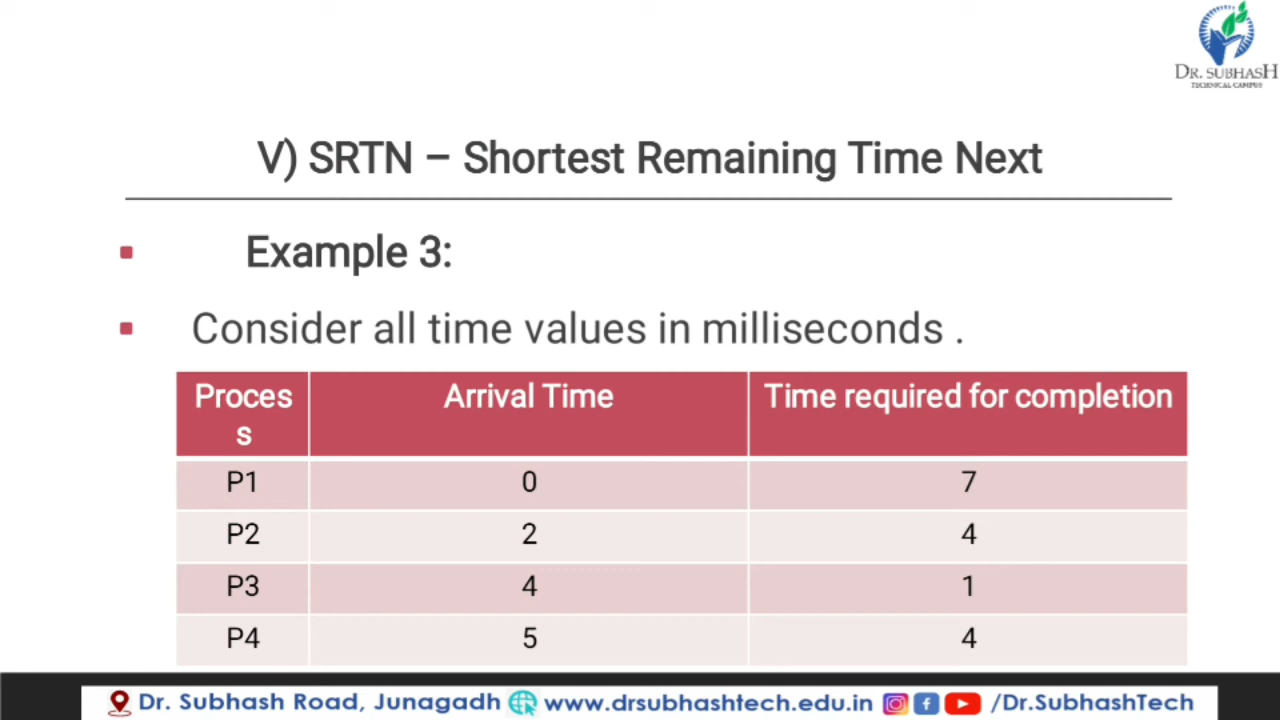 DR. SUBHASH
TECHNICAL CAMPUS
V) SRTN – Shortest Remaining Time Next
Example 3:
Consider all time values in milliseconds .
Proces
s
Arrival Time
Time required for completion
P1 0 7
P2 2 4
P3 4 1
P4 5 4
Dr. Subhash Road, Junagadh www.drsubhashtech.edu.in /Dr.SubhashTech